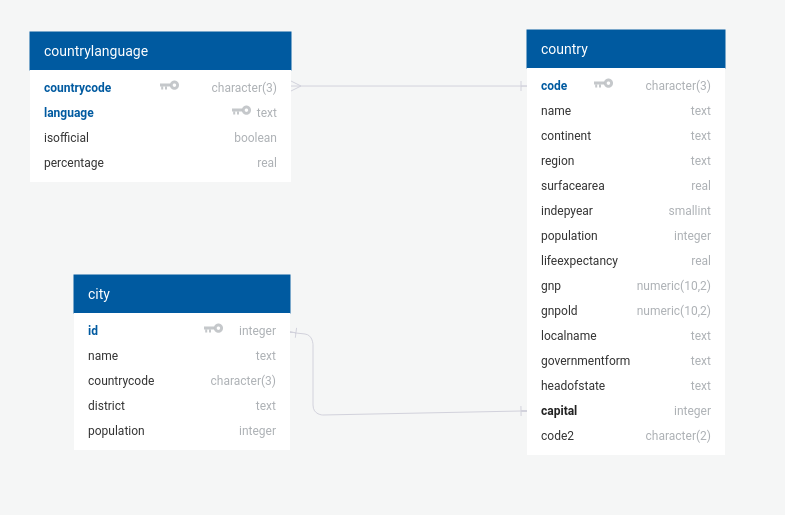 countrylanguage
countrycode character(3)
language text
isofficial boolean
percentage real
country
code character(3)
name text
continent text
region text
surfacearea real
indepyear smallint
population integer
lifeexpectancy real
gnp numeric(10,2)
gnpold numeric(10,2)
localname text
governmentform text
headofstate text
capital integer
code2 character(2)
city
id integer
name text
countrycode character(3)
district text
population integer